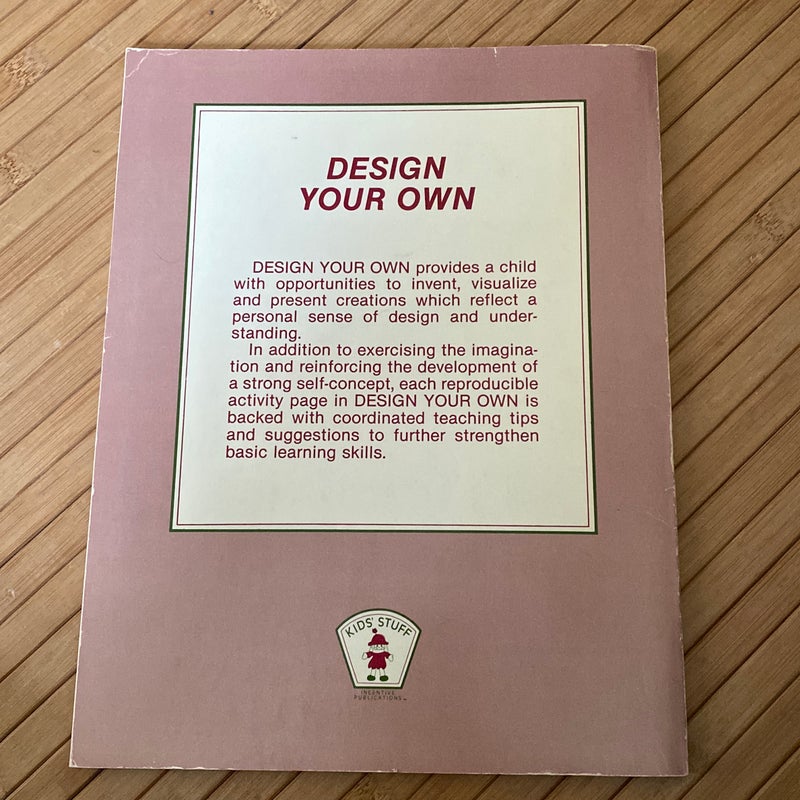 DESIGN
YOUR OWN
DESIGN YOUR OWN provides a child
with opportunities to invent, visualize
and present creations which reflect a
personal sense of design and under-
standing.
In addition to exercising the imagina-
tion and reinforcing the development of
a strong self-concept, each reproducible
activity page in DESIGN YOUR OWN is
backed with coordinated teaching tips
and suggestions to further strengthen
basic learning skills.
KIDS' STUFF
INCENTIVE
PUBLICATIONS™